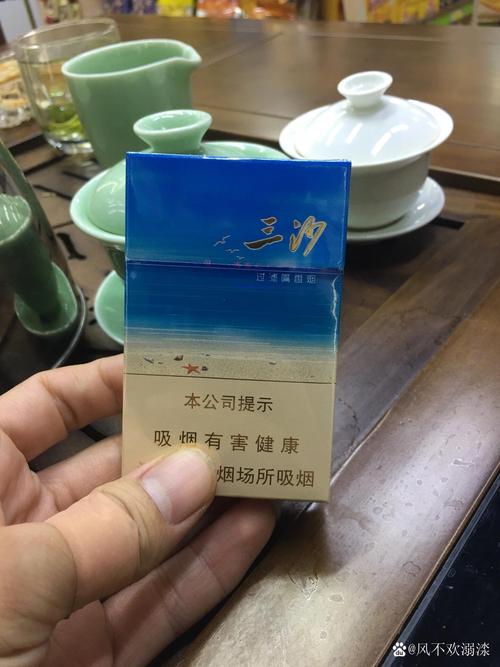 三沙
过滤嘴香烟
本公司提示
吸烟有害健康
烟场所吸烟
@风不欢溺漆